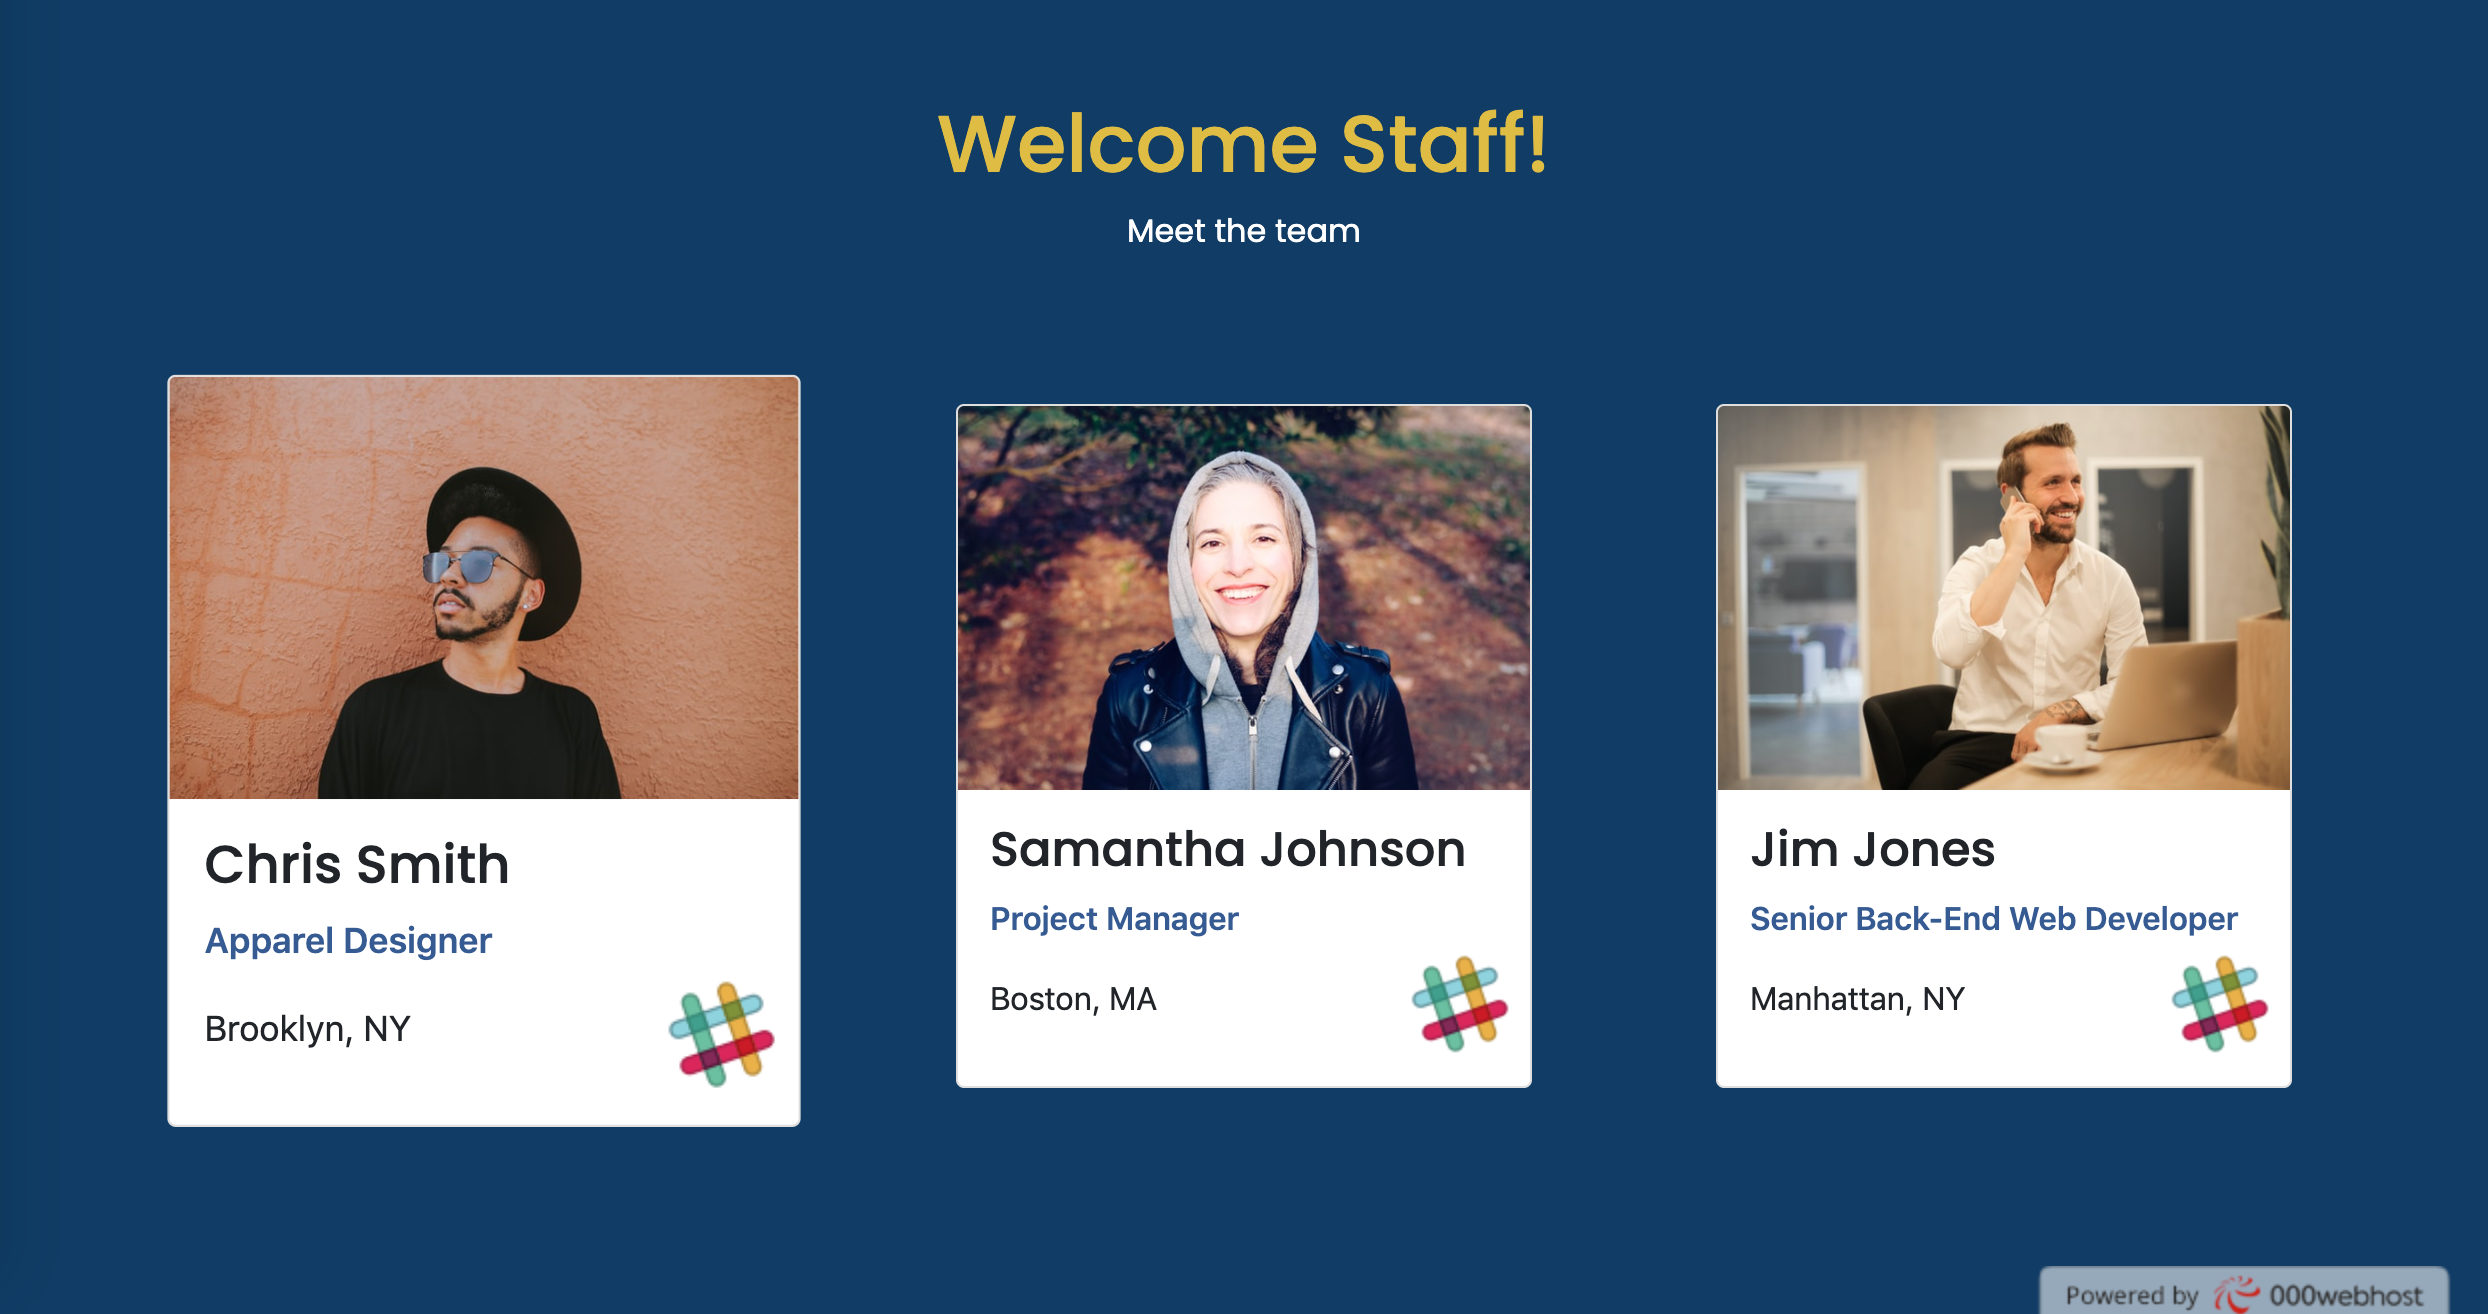 Welcome Staff!
Meet the team
Chris Smith
Apparel Designer
Brooklyn, NY
Samantha Johnson
Project Manager
Boston, MA
Jim Jones
Senior Back-End Web Developer
Manhattan, NY
Powered by 000webhost